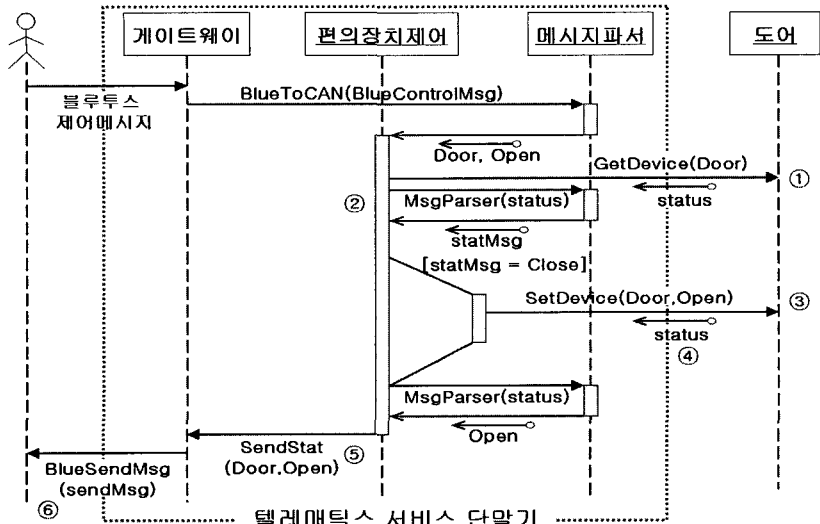 게이트웨이
편의장치제어
메시지파서
도어
블루투스
제어메시지
BlueToCAN(BlueControlMsg)
Door, Open
GetDevice(Door)
①
status
②
MsgParser(status)
statMsg
[statMsg = Close]
SetDevice(Door,Open)
③
status
④
MsgParser(status)
Open
SendStat
(Door,Open)
⑤
BlueSendMsg
(sendMsg)
⑥
텔레매틱스 서비스 단말기